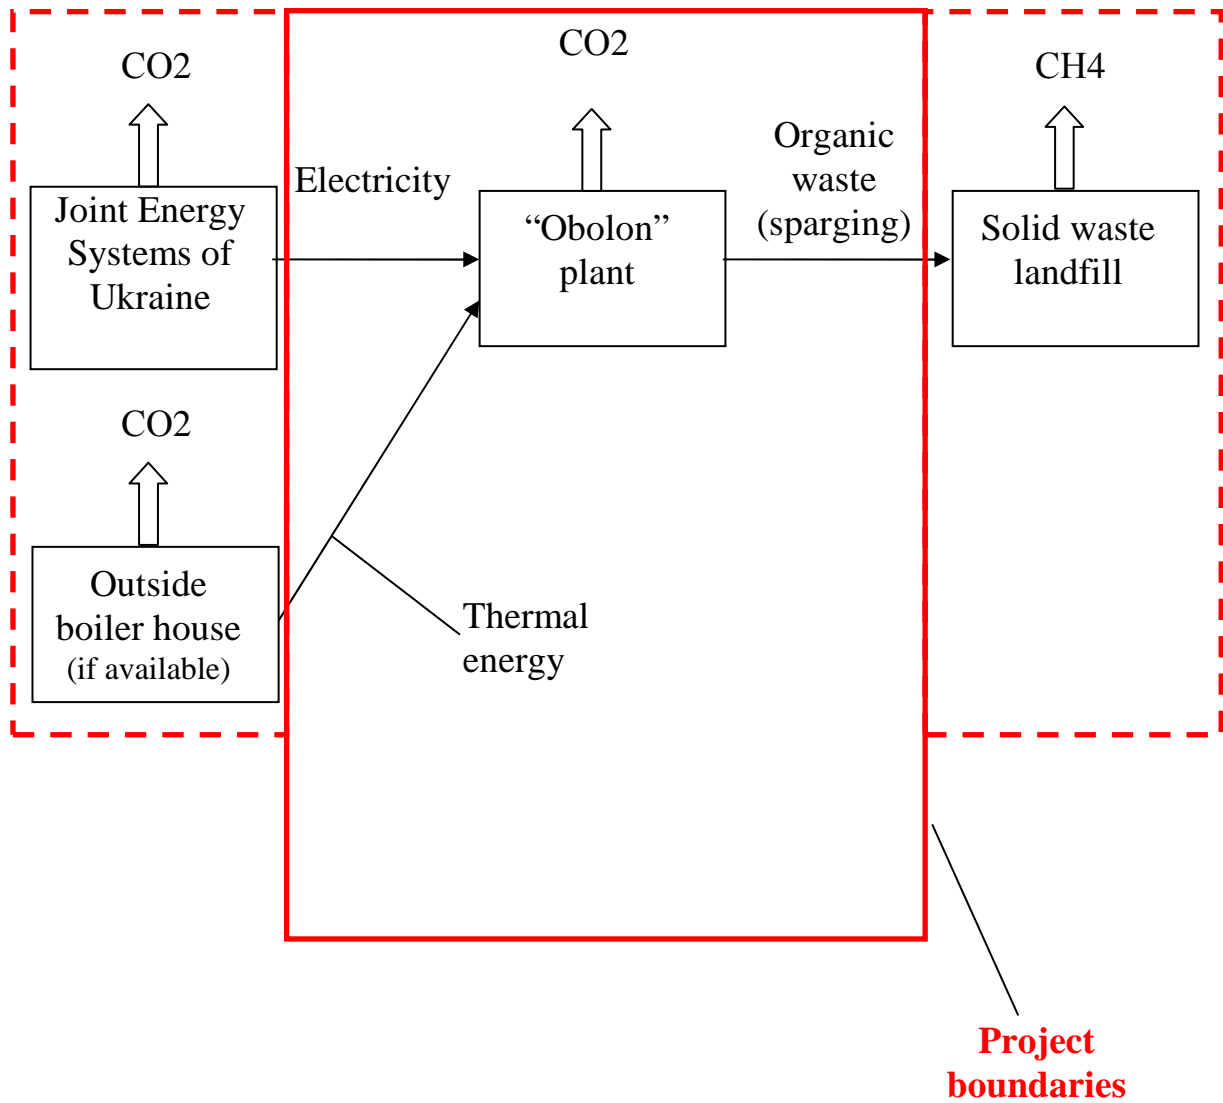 CO2
CO2
CH4
Electricity
Organic
waste
(sparging)
Joint Energy
Systems of
Ukraine
“Obolon”
plant
Solid waste
landfill
CO2
Outside
boiler house
(if available)
Thermal
energy
Project
boundaries